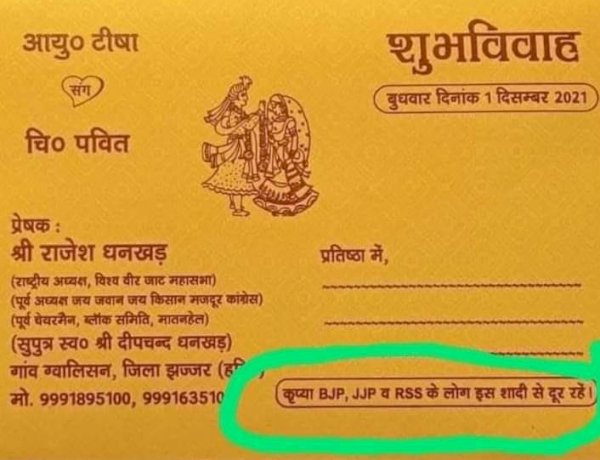 आयु० टीषा
संग
चि० पवित
शुभविवाह
बुधवार दिनांक 1 दिसम्बर 2021
प्रेषक :
श्री राजेश धनखड़
(राष्ट्रीय अध्यक्ष, विश्व वीर जाट महासभा)
(पूर्व अध्यक्ष जय जवान जय किसान मजदूर कांग्रेस)
(पूर्व चेयरमैन, ब्लॉक समिति, मातनहेल)
(सुपुत्र स्व० श्री दीपचन्द धनखड़)
गांव ग्वालिसन, जिला झज्जर
मो. 9991895100, 999163510
प्रतिष्ठा में,
कृप्या BJP, JJP व RSS के लोग इस शादी से दूर रहें।